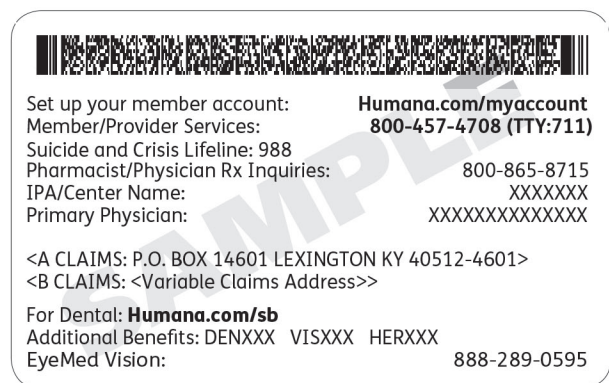 Set up your member account: Humana.com/myaccount
Member/Provider Services: 800-457-4708 (TTY:711)
Suicide and Crisis Lifeline: 988
Pharmacist/Physician Rx Inquiries: 800-865-8715
IPA/Center Name: XXXXXXX
Primary Physician: XXXXXXXXXXXXXX
<A CLAIMS: P.O. BOX 14601 LEXINGTON KY 40512-4601>
<B CLAIMS: <Variable Claims Address>>
For Dental: Humana.com/sb
Additional Benefits: DENXXX VISXXX HERXXX
EyeMed Vision: 888-289-0595
SAMPLE